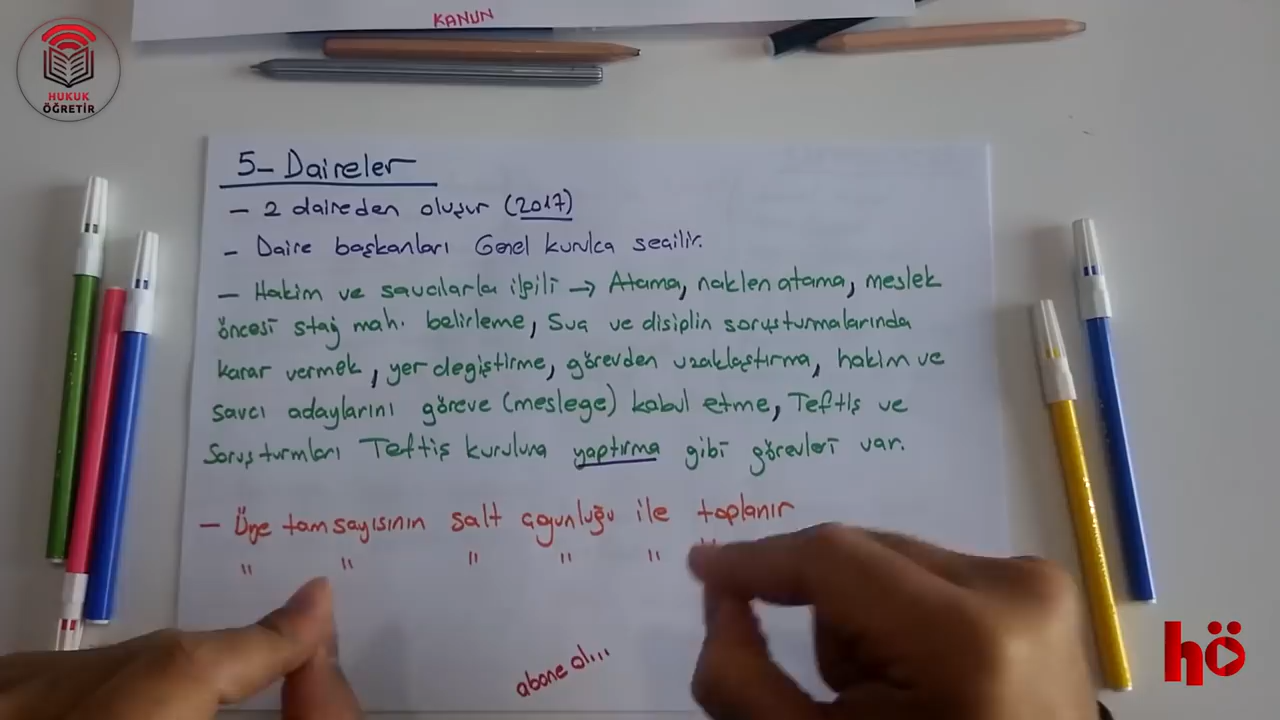 KANUN
HUKUK
ÖĞRETİR
5- Daireler
- 2 daireden oluşur (2017)
- Daire başkanları Genel kurulca seçilir.
- Hakim ve savcılarla ilgili → Atama, naklen atama, meslek
öncesi staj mah. belirleme, Sua ve disiplin soruşturmalarında
karar vermek, yer değiştirme, görevden uzaklaştırma, hakim ve
savcı adaylarını göreve (mesleğe) kabul etme, Teftiş ve
Soruşturmları Teftiş kuruluna yaptırma gibi görevleri var.
- Üye tamsayısının salt çoğunluğu ile toplanır
" " " " "
abone ol...
hö